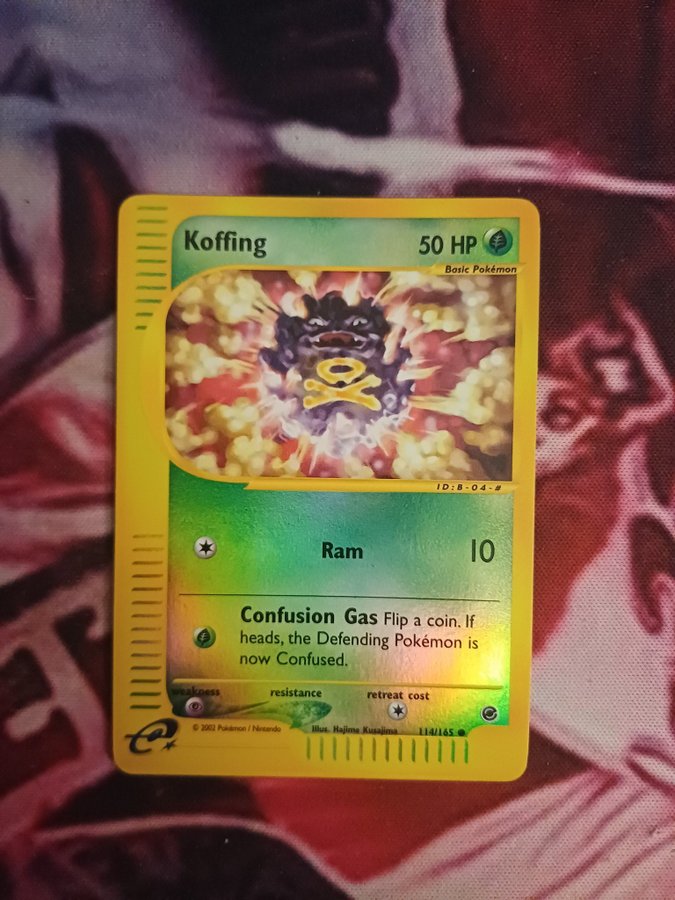 Koffing 50 HP
Basic Pokémon
ID:B-04-#
Ram 10
Confusion Gas Flip a coin. If
heads, the Defending Pokémon is
now Confused.
weakness resistance retreat cost
© 2002 Pokémon / Nintendo Illus. Hajime Kusajima 114/165
e